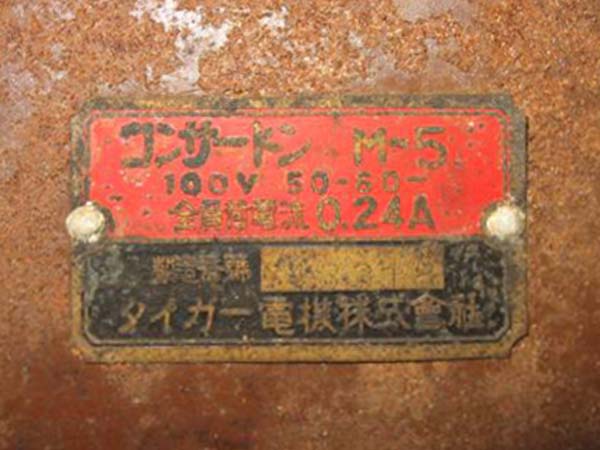 コンサートン M-5
100V 50-60~
全負荷電流 0.24A
製造番號
タイガー電機株式會社